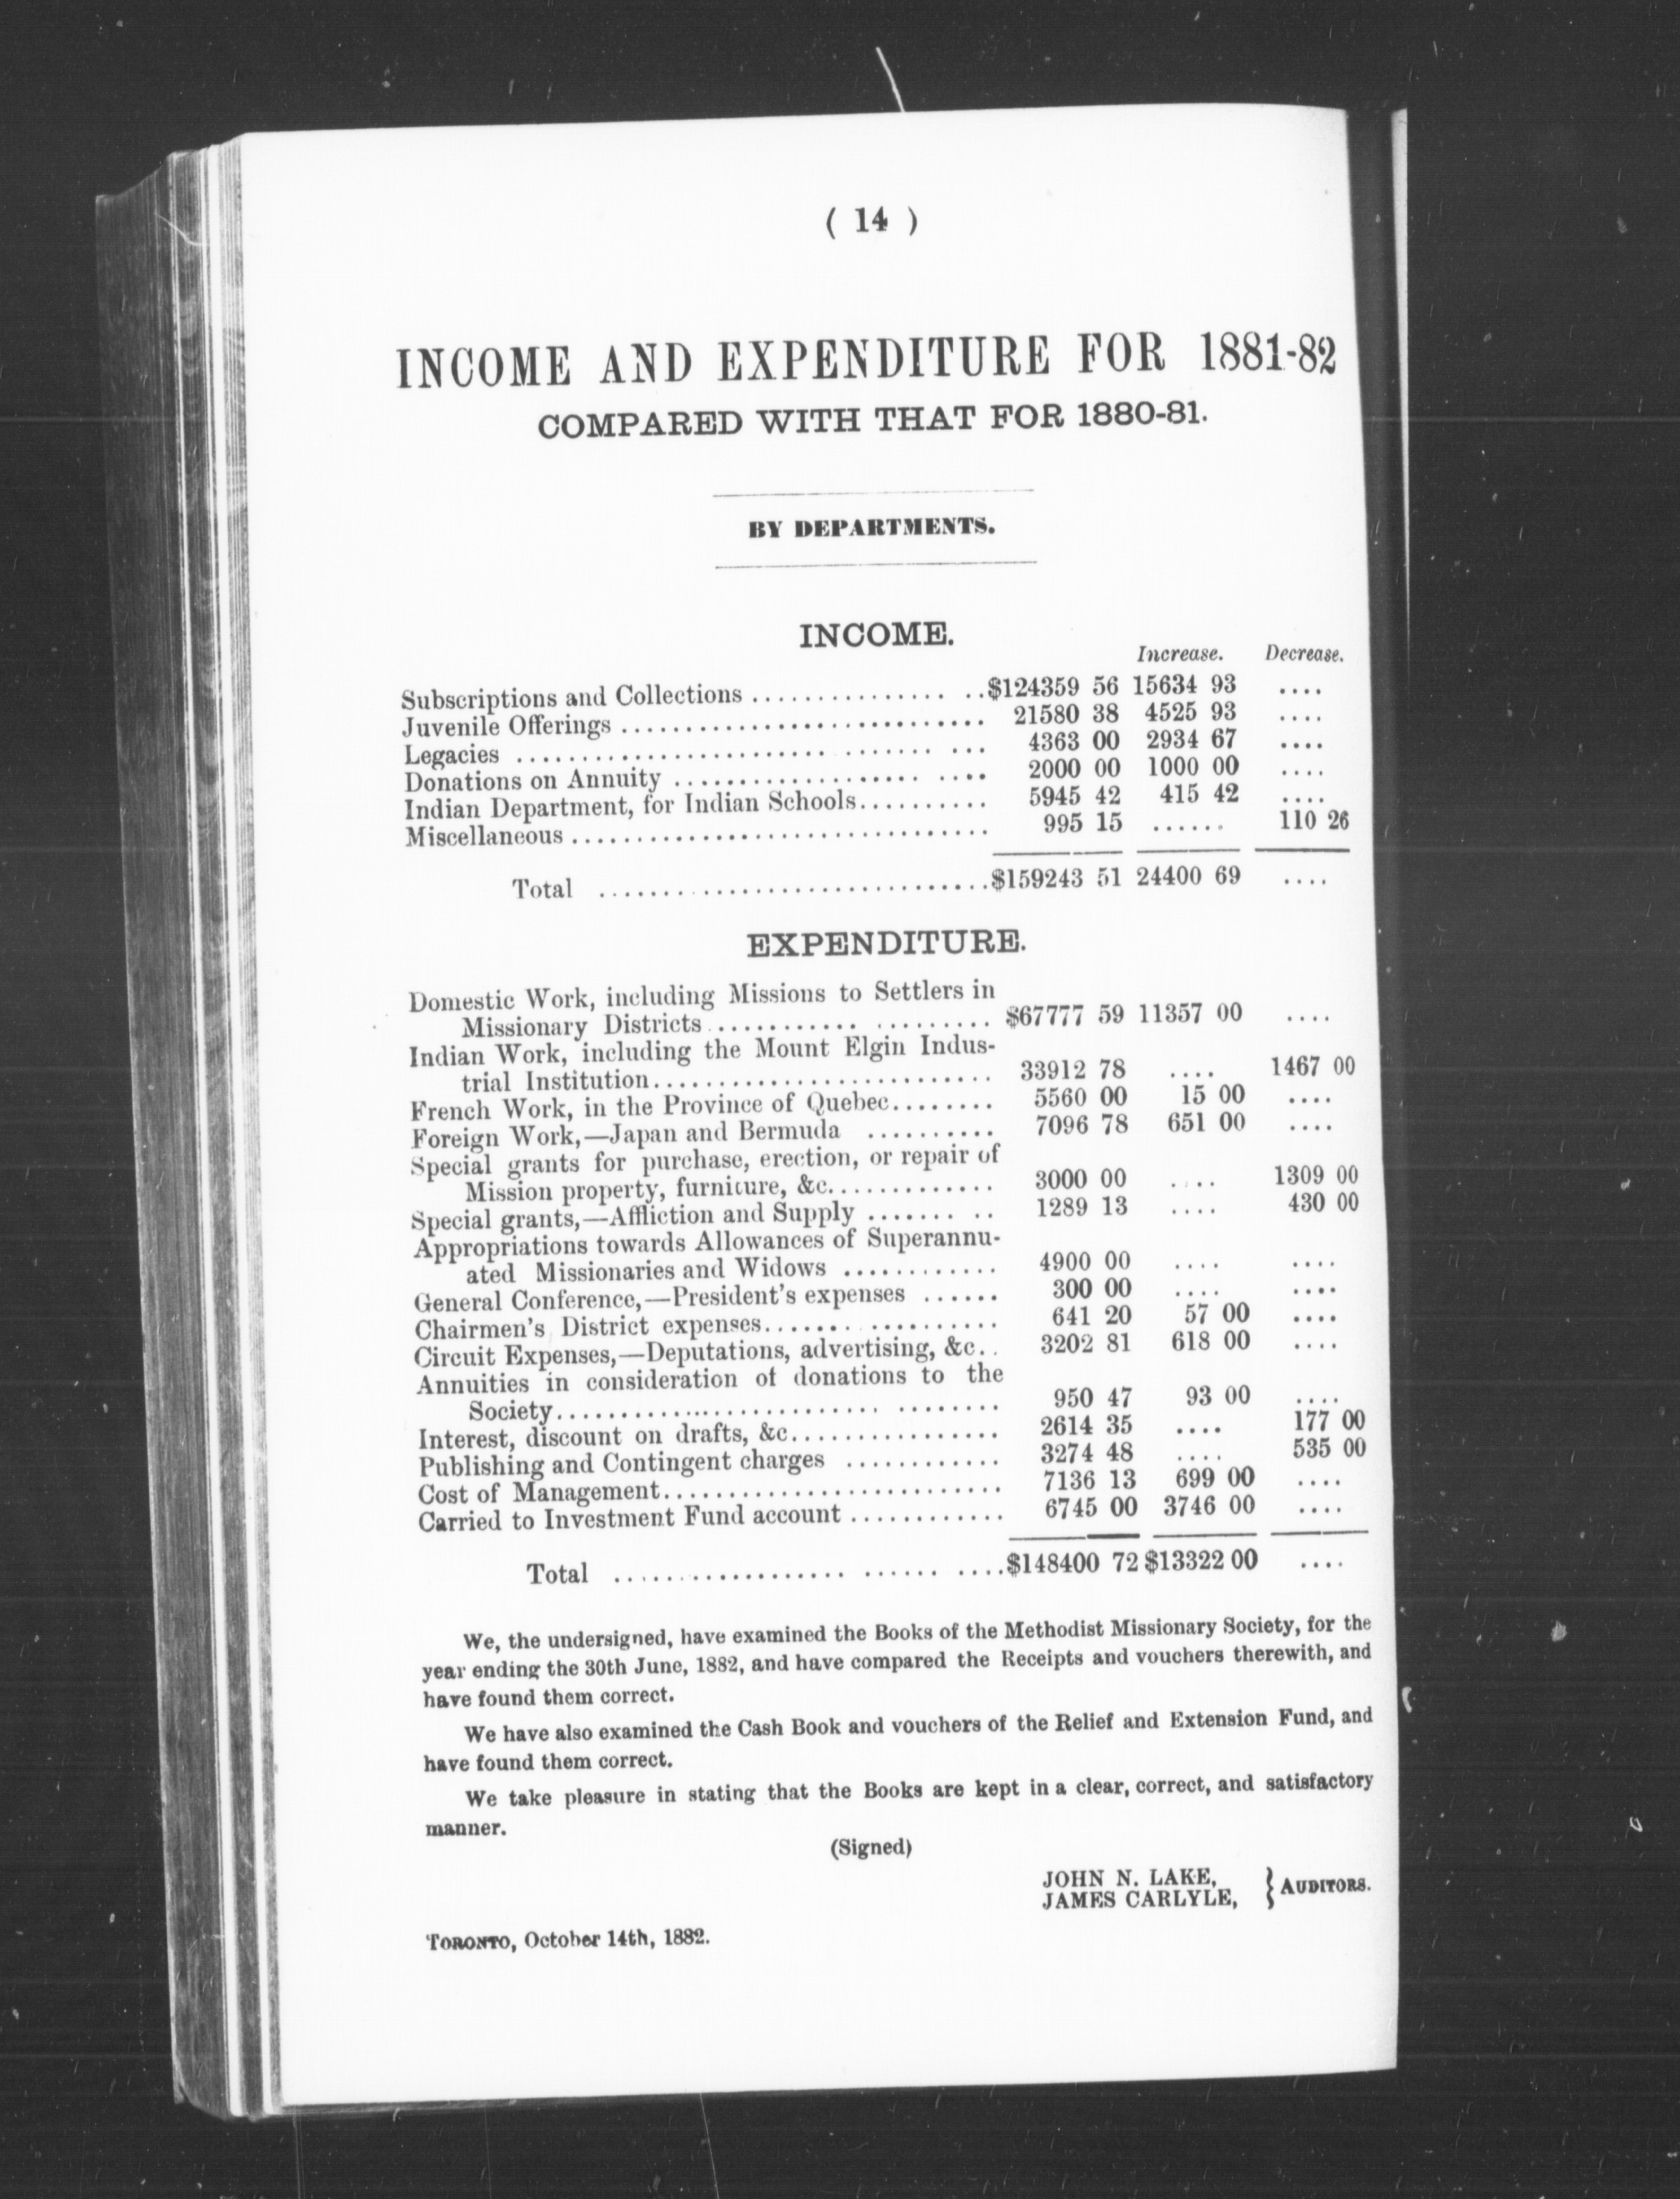 ( 14 )
INCOME AND EXPENDITURE FOR 1881-82
COMPARED WITH THAT FOR 1880-81.
BY DEPARTMENTS.
INCOME.
Increase. Decrease.
Subscriptions and Collections ................ ..$124359 56 15634 93 ....
Juvenile Offerings ............................. 21580 38 4525 93 ....
Legacies ........................ ....... ... 4363 00 2934 67 ....
Donations on Annuity ................... .... 2000 00 1000 00 ....
Indian Department, for Indian Schools.......... 5945 42 415 42 ....
Miscellaneous ................................. 995 15 ...... 110 26
Total ..............................$159243 51 24400 69 ....
EXPENDITURE.
Domestic Work, including Missions to Settlers in
Missionary Districts............ ......... $67777 59 11357 00 ....
Indian Work, including the Mount Elgin Indus-
trial Institution.......................... 33912 78 .... 1467 00
French Work, in the Province of Quebec........ 5560 00 15 00 ....
Foreign Work,—Japan and Bermuda .......... 7096 78 651 00 ....
Special grants for purchase, erection, or repair of
Mission property, furniture, &c............. 3000 00 .... 1309 00
Special grants,—Affliction and Supply ....... .. 1289 13 .... 430 00
Appropriations towards Allowances of Superannu-
ated Missionaries and Widows ............ 4900 00 .... ....
General Conference,—President's expenses ...... 300 00 .... ....
Chairmen's District expenses....... .......... 641 20 57 00 ....
Circuit Expenses,—Deputations, advertising, &c.. 3202 81 618 00 ....
Annuities in consideration of donations to the
Society......................... ........ 950 47 93 00 ....
Interest, discount on drafts, &c................ 2614 35 .... 177 00
Publishing and Contingent charges ............ 3274 48 .... 535 00
Cost of Management.......................... 7136 13 699 00 ....
Carried to Investment Fund account ............ 6745 00 3746 00 ....
Total .................. ...... ....$148400 72 $13322 00 ....
We, the undersigned, have examined the Books of the Methodist Missionary Society, for the
year ending the 30th June, 1882, and have compared the Receipts and vouchers therewith, and
have found them correct.
We have also examined the Cash Book and vouchers of the Relief and Extension Fund, and
have found them correct.
We take pleasure in stating that the Books are kept in a clear, correct, and satisfactory
manner.
(Signed)
JOHN N. LAKE,
JAMES CARLYLE, } AUDITORS.
TORONTO, October 14th, 1882.